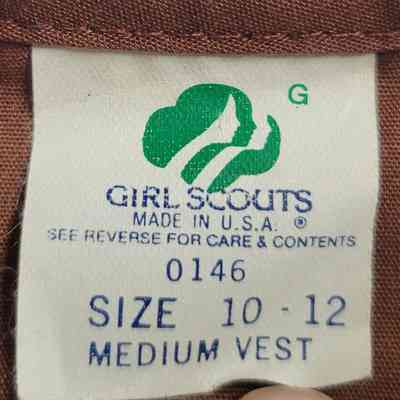 G
GIRL SCOUTS
MADE IN U.S.A. ®
SEE REVERSE FOR CARE & CONTENTS
0146
SIZE 10 - 12
MEDIUM VEST